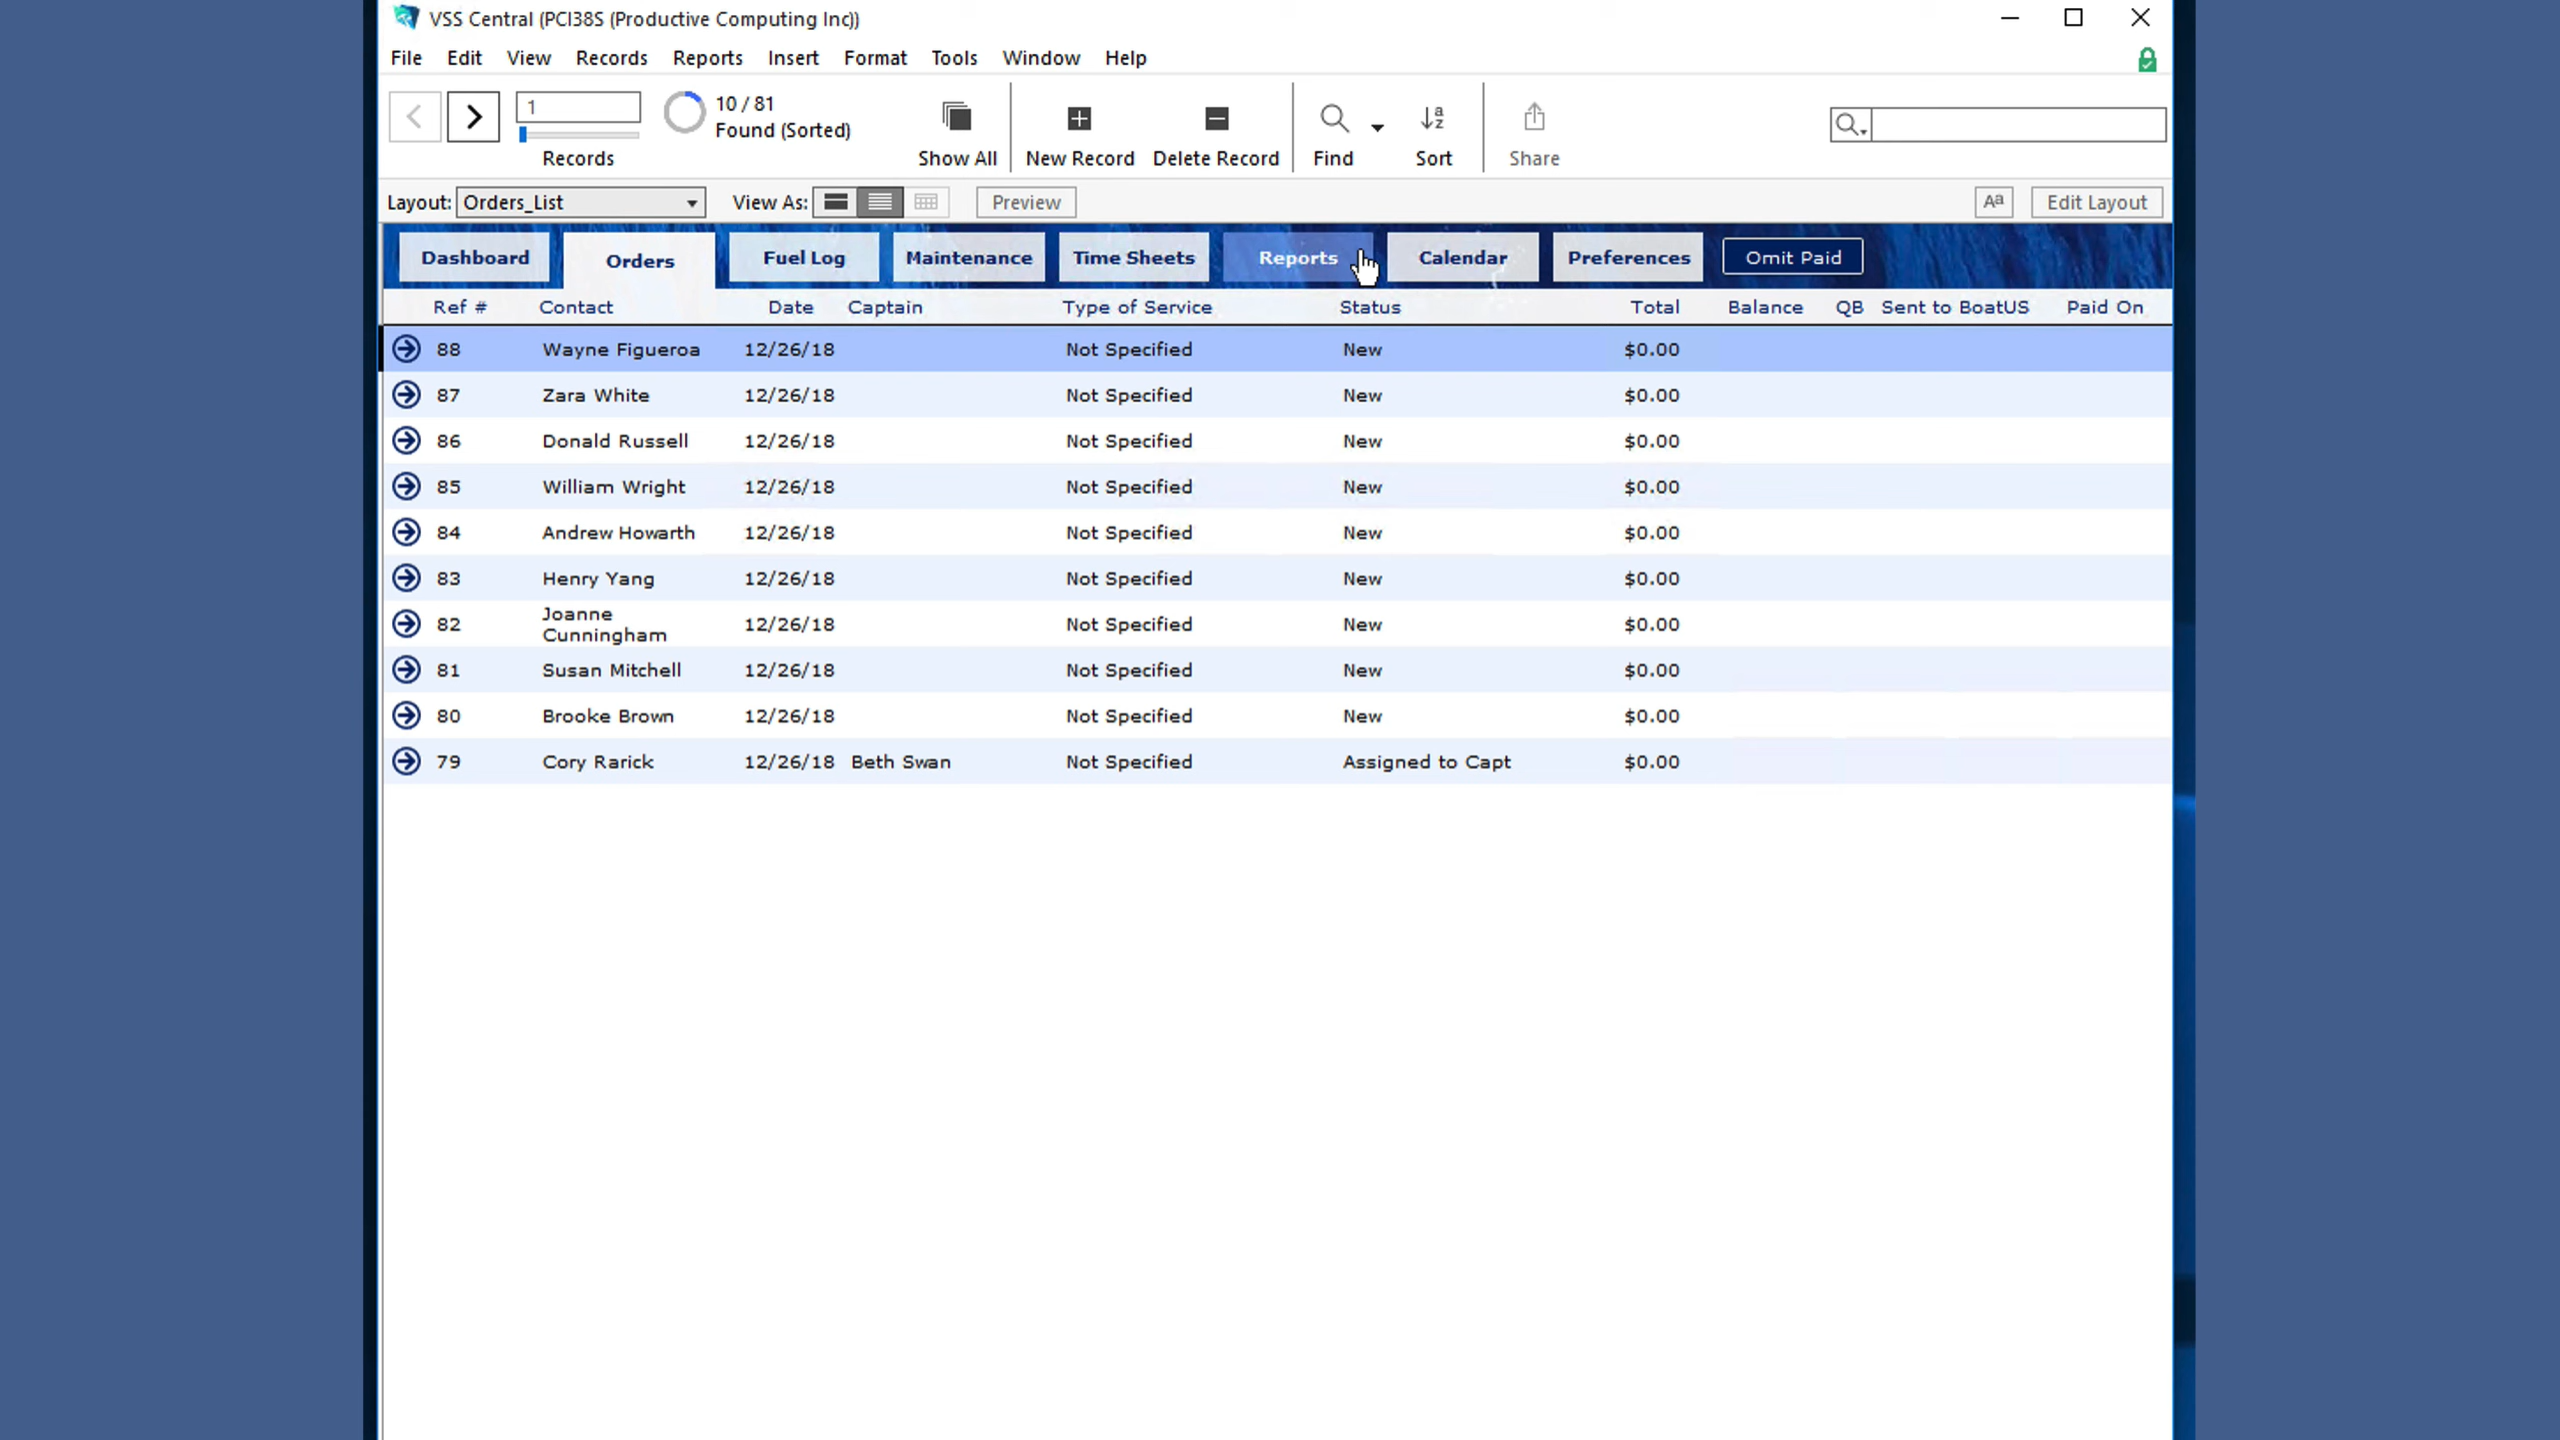 VSS Central (PCI38S (Productive Computing Inc))
File Edit View Records Reports Insert Format Tools Window Help
1
10 / 81
Found (Sorted)
Records
Show All
New Record
Delete Record
Find
Sort
Share
Layout: Orders_List View As: Preview Aa Edit Layout
Dashboard Orders Fuel Log Maintenance Time Sheets Reports Calendar Preferences Omit Paid
Ref # Contact Date Captain Type of Service Status Total Balance QB Sent to BoatUS Paid On
88 Wayne Figueroa 12/26/18 Not Specified New $0.00
87 Zara White 12/26/18 Not Specified New $0.00
86 Donald Russell 12/26/18 Not Specified New $0.00
85 William Wright 12/26/18 Not Specified New $0.00
84 Andrew Howarth 12/26/18 Not Specified New $0.00
83 Henry Yang 12/26/18 Not Specified New $0.00
82 Joanne Cunningham 12/26/18 Not Specified New $0.00
81 Susan Mitchell 12/26/18 Not Specified New $0.00
80 Brooke Brown 12/26/18 Not Specified New $0.00
79 Cory Rarick 12/26/18 Beth Swan Not Specified Assigned to Capt $0.00